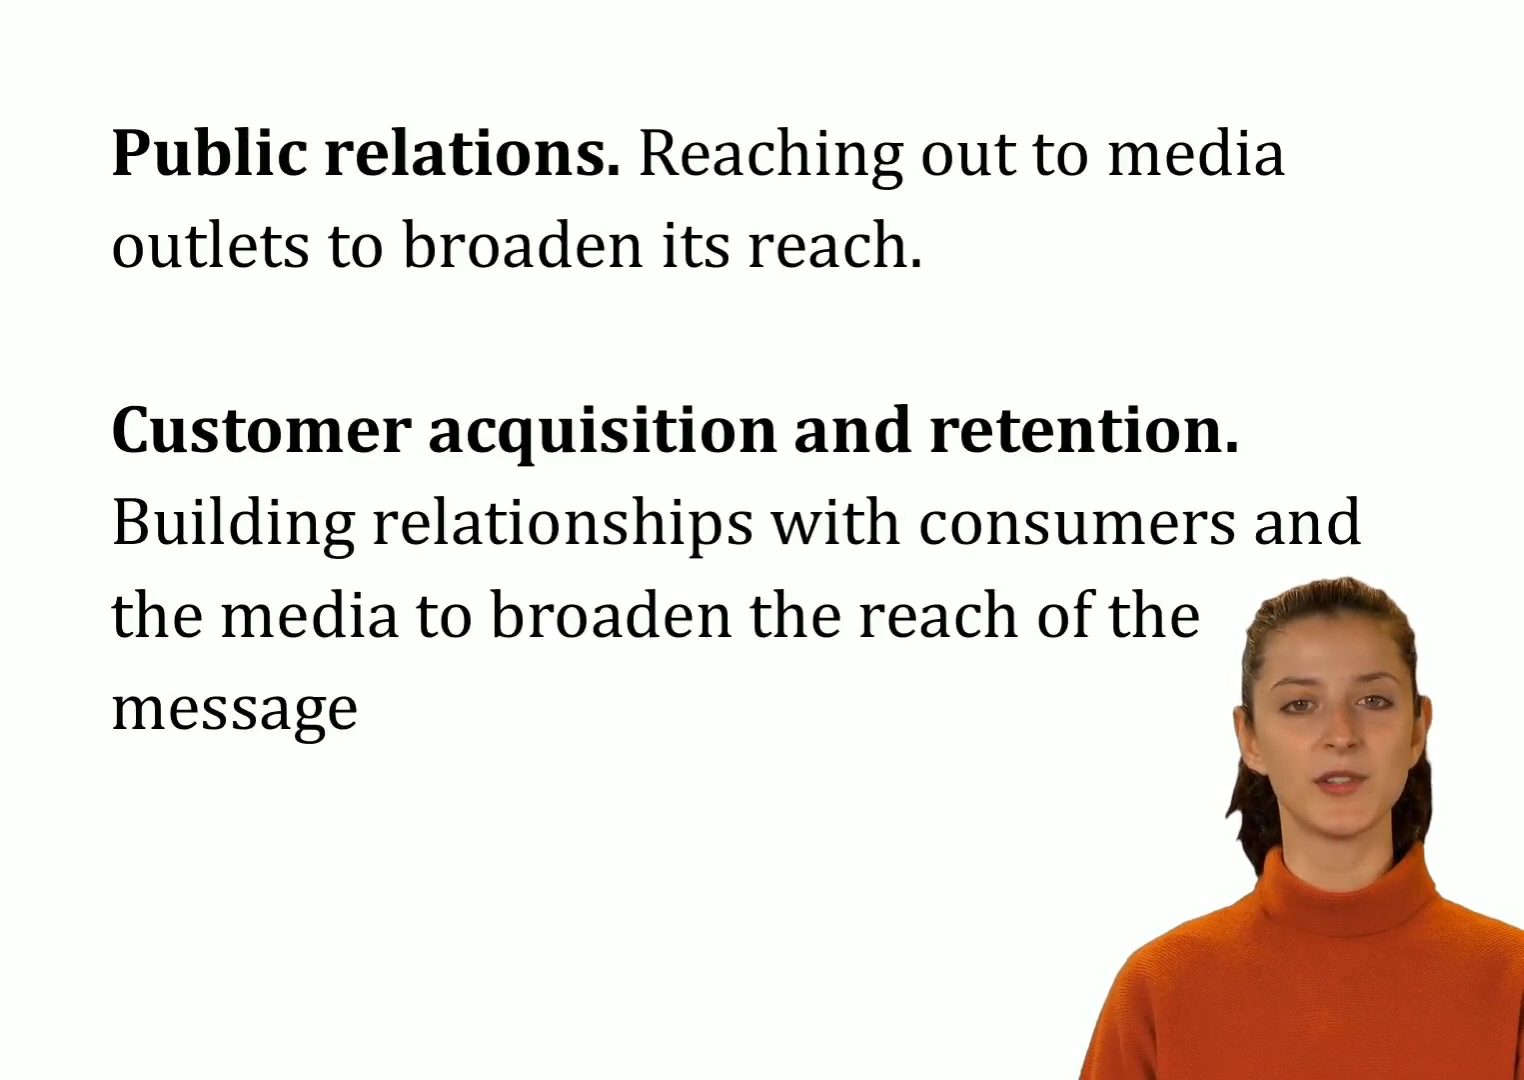 Public relations. Reaching out to media
outlets to broaden its reach.
Customer acquisition and retention.
Building relationships with consumers and
the media to broaden the reach of the
message